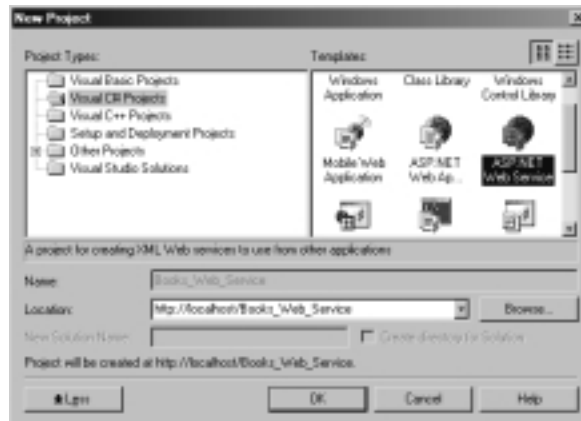 New Project
Project Types:
Templates:
Visual Basic Projects
Visual C# Projects
Visual C++ Projects
Setup and Deployment Projects
Other Projects
Visual Studio Solutions
Windows Application
Class Library
Windows Control Library
Mobile Web Application
ASP.NET Web Ap...
ASP.NET Web Service
A project for creating XML Web services to use from other applications
Name:
Books_Web_Service
Location:
http://localhost/Books_Web_Service
Browse...
New Solution Name:
Create directory for Solution
Project will be created at http://localhost/Books_Web_Service.
Less
OK
Cancel
Help